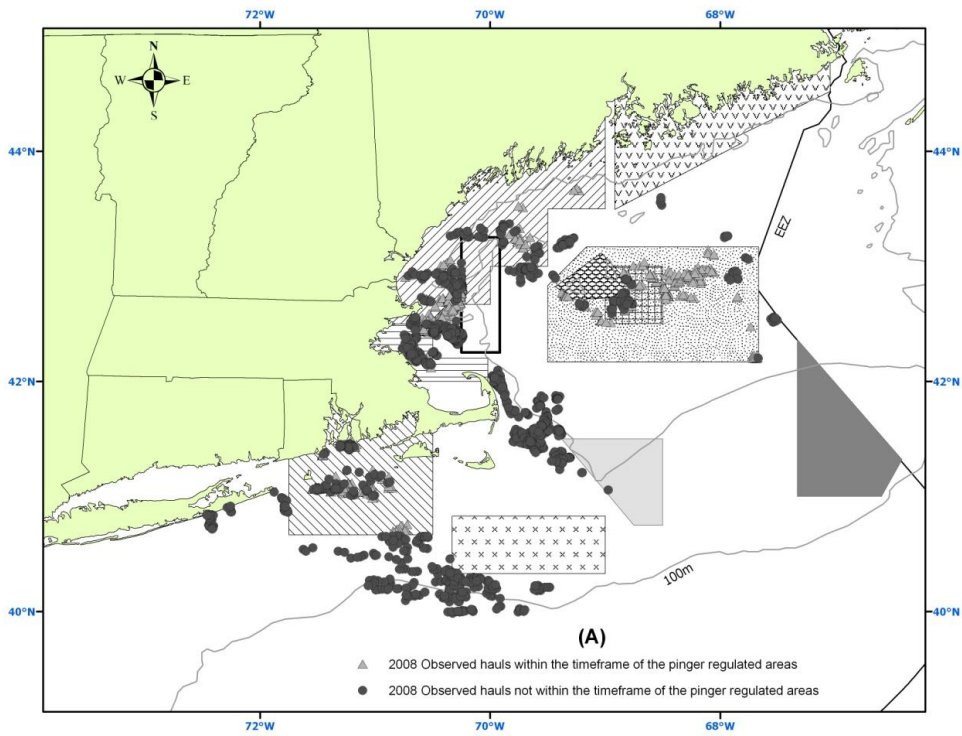 72°W 70°W 68°W
N
W E
S
44°N 44°N
EEZ
42°N 42°N
100m
40°N 40°N
(A)
2008 Observed hauls within the timeframe of the pinger regulated areas
2008 Observed hauls not within the timeframe of the pinger regulated areas
72°W 70°W 68°W